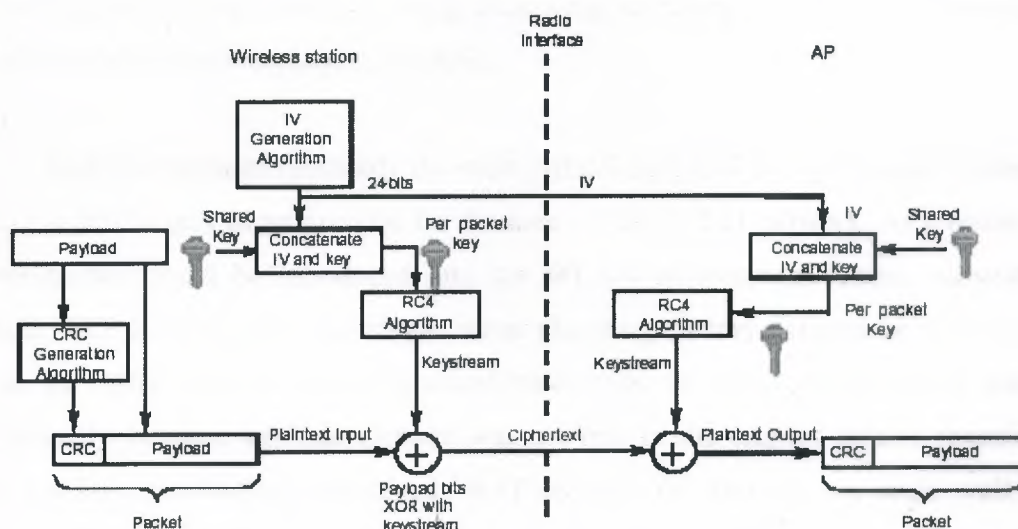 Radio
Interface
Wireless station
AP
IV
Generation
Algorithm
24-bits
IV
IV
Shared
Key
Concatenate
IV and key
Per packet
key
Concatenate
IV and key
Shared
Key
Payload
RC4
Algorithm
RC4
Algorithm
Per packet
Key
CRC
Generation
Algorithm
Keystream
Keystream
CRC
Payload
Plaintext Input
Ciphertext
Plaintext Output
CRC
Payload
Payload bits
XOR with
keystream
Packet
Packet